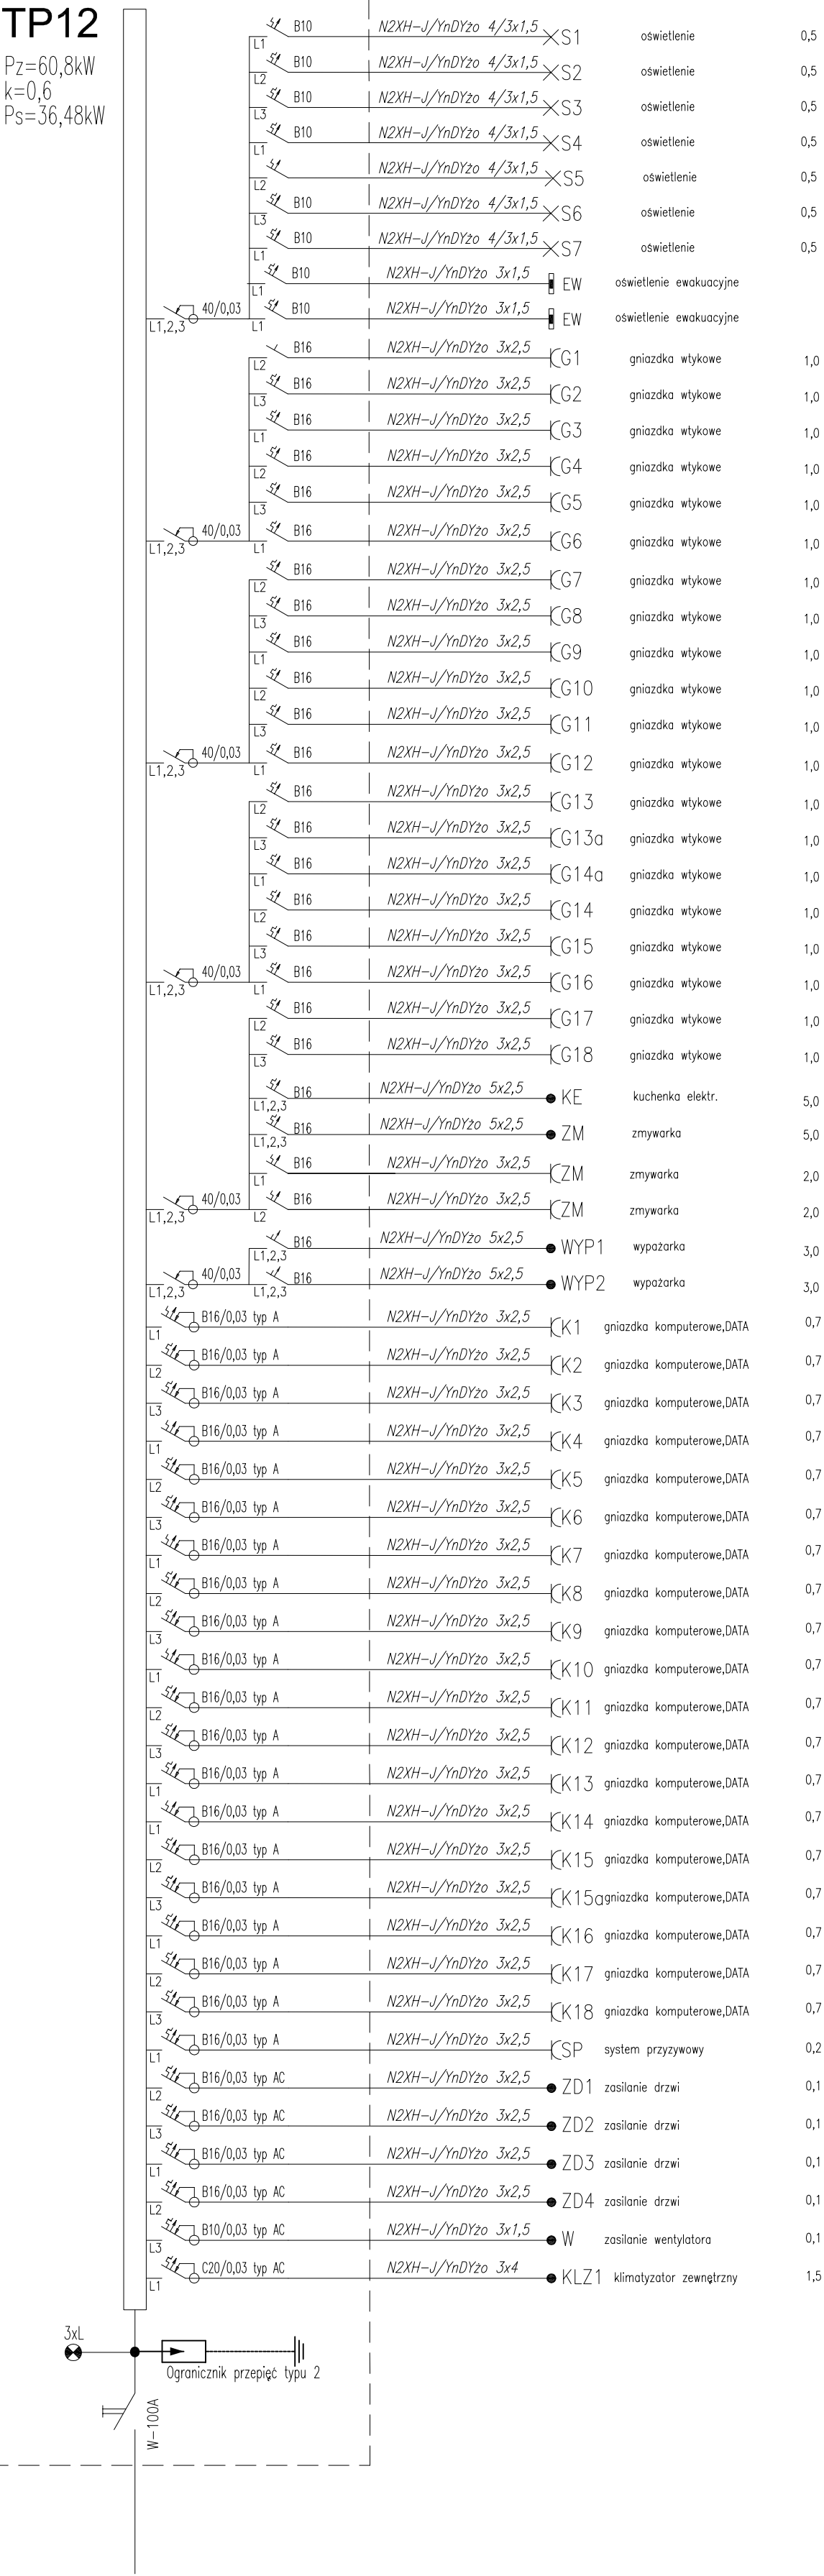 TP12
Pz=60,8kW
k=0,6
Ps=36,48kW
L1 B10 N2XH-J/YnDYżo 4/3x1,5 S1 oświetlenie 0,5
L2 B10 N2XH-J/YnDYżo 4/3x1,5 S2 oświetlenie 0,5
L3 B10 N2XH-J/YnDYżo 4/3x1,5 S3 oświetlenie 0,5
L1 B10 N2XH-J/YnDYżo 4/3x1,5 S4 oświetlenie 0,5
L2 N2XH-J/YnDYżo 4/3x1,5 S5 oświetlenie 0,5
L3 B10 N2XH-J/YnDYżo 4/3x1,5 S6 oświetlenie 0,5
L1 B10 N2XH-J/YnDYżo 4/3x1,5 S7 oświetlenie 0,5
L1 B10 N2XH-J/YnDYżo 3x1,5 EW oświetlenie ewakuacyjne
L1,2,3 40/0,03 L1 B10 N2XH-J/YnDYżo 3x1,5 EW oświetlenie ewakuacyjne
L2 B16 N2XH-J/YnDYżo 3x2,5 G1 gniazdka wtykowe 1,0
L3 B16 N2XH-J/YnDYżo 3x2,5 G2 gniazdka wtykowe 1,0
L1 B16 N2XH-J/YnDYżo 3x2,5 G3 gniazdka wtykowe 1,0
L2 B16 N2XH-J/YnDYżo 3x2,5 G4 gniazdka wtykowe 1,0
L3 B16 N2XH-J/YnDYżo 3x2,5 G5 gniazdka wtykowe 1,0
L1,2,3 40/0,03 L1 B16 N2XH-J/YnDYżo 3x2,5 G6 gniazdka wtykowe 1,0
L2 B16 N2XH-J/YnDYżo 3x2,5 G7 gniazdka wtykowe 1,0
L3 B16 N2XH-J/YnDYżo 3x2,5 G8 gniazdka wtykowe 1,0
L1 B16 N2XH-J/YnDYżo 3x2,5 G9 gniazdka wtykowe 1,0
L2 B16 N2XH-J/YnDYżo 3x2,5 G10 gniazdka wtykowe 1,0
L3 B16 N2XH-J/YnDYżo 3x2,5 G11 gniazdka wtykowe 1,0
L1,2,3 40/0,03 L1 B16 N2XH-J/YnDYżo 3x2,5 G12 gniazdka wtykowe 1,0
L2 B16 N2XH-J/YnDYżo 3x2,5 G13 gniazdka wtykowe 1,0
L3 B16 N2XH-J/YnDYżo 3x2,5 G13a gniazdka wtykowe 1,0
L1 B16 N2XH-J/YnDYżo 3x2,5 G14a gniazdka wtykowe 1,0
L2 B16 N2XH-J/YnDYżo 3x2,5 G14 gniazdka wtykowe 1,0
L3 B16 N2XH-J/YnDYżo 3x2,5 G15 gniazdka wtykowe 1,0
L1,2,3 40/0,03 L1 B16 N2XH-J/YnDYżo 3x2,5 G16 gniazdka wtykowe 1,0
L2 B16 N2XH-J/YnDYżo 3x2,5 G17 gniazdka wtykowe 1,0
L3 B16 N2XH-J/YnDYżo 3x2,5 G18 gniazdka wtykowe 1,0
L1,2,3 B16 N2XH-J/YnDYżo 5x2,5 KE kuchenka elektr. 5,0
L1,2,3 B16 N2XH-J/YnDYżo 5x2,5 ZM zmywarka 5,0
L1 B16 N2XH-J/YnDYżo 3x2,5 ZM zmywarka 2,0
L1,2,3 40/0,03 L2 B16 N2XH-J/YnDYżo 3x2,5 ZM zmywarka 2,0
L1,2,3 B16 N2XH-J/YnDYżo 5x2,5 WYP1 wypażarka 3,0
L1,2,3 40/0,03 L1,2,3 B16 N2XH-J/YnDYżo 5x2,5 WYP2 wypażarka 3,0
L1 B16/0,03 typ A N2XH-J/YnDYżo 3x2,5 K1 gniazdka komputerowe,DATA 0,7
L2 B16/0,03 typ A N2XH-J/YnDYżo 3x2,5 K2 gniazdka komputerowe,DATA 0,7
L3 B16/0,03 typ A N2XH-J/YnDYżo 3x2,5 K3 gniazdka komputerowe,DATA 0,7
L1 B16/0,03 typ A N2XH-J/YnDYżo 3x2,5 K4 gniazdka komputerowe,DATA 0,7
L2 B16/0,03 typ A N2XH-J/YnDYżo 3x2,5 K5 gniazdka komputerowe,DATA 0,7
L3 B16/0,03 typ A N2XH-J/YnDYżo 3x2,5 K6 gniazdka komputerowe,DATA 0,7
L1 B16/0,03 typ A N2XH-J/YnDYżo 3x2,5 K7 gniazdka komputerowe,DATA 0,7
L2 B16/0,03 typ A N2XH-J/YnDYżo 3x2,5 K8 gniazdka komputerowe,DATA 0,7
L3 B16/0,03 typ A N2XH-J/YnDYżo 3x2,5 K9 gniazdka komputerowe,DATA 0,7
L1 B16/0,03 typ A N2XH-J/YnDYżo 3x2,5 K10 gniazdka komputerowe,DATA 0,7
L2 B16/0,03 typ A N2XH-J/YnDYżo 3x2,5 K11 gniazdka komputerowe,DATA 0,7
L3 B16/0,03 typ A N2XH-J/YnDYżo 3x2,5 K12 gniazdka komputerowe,DATA 0,7
L1 B16/0,03 typ A N2XH-J/YnDYżo 3x2,5 K13 gniazdka komputerowe,DATA 0,7
L1 B16/0,03 typ A N2XH-J/YnDYżo 3x2,5 K14 gniazdka komputerowe,DATA 0,7
L2 B16/0,03 typ A N2XH-J/YnDYżo 3x2,5 K15 gniazdka komputerowe,DATA 0,7
L3 B16/0,03 typ A N2XH-J/YnDYżo 3x2,5 K15a gniazdka komputerowe,DATA 0,7
L1 B16/0,03 typ A N2XH-J/YnDYżo 3x2,5 K16 gniazdka komputerowe,DATA 0,7
L2 B16/0,03 typ A N2XH-J/YnDYżo 3x2,5 K17 gniazdka komputerowe,DATA 0,7
L3 B16/0,03 typ A N2XH-J/YnDYżo 3x2,5 K18 gniazdka komputerowe,DATA 0,7
L1 B16/0,03 typ A N2XH-J/YnDYżo 3x2,5 SP system przyzywowy 0,2
L2 B16/0,03 typ AC N2XH-J/YnDYżo 3x2,5 ZD1 zasilanie drzwi 0,1
L3 B16/0,03 typ AC N2XH-J/YnDYżo 3x2,5 ZD2 zasilanie drzwi 0,1
L1 B16/0,03 typ AC N2XH-J/YnDYżo 3x2,5 ZD3 zasilanie drzwi 0,1
L2 B16/0,03 typ AC N2XH-J/YnDYżo 3x2,5 ZD4 zasilanie drzwi 0,1
L3 B10/0,03 typ AC N2XH-J/YnDYżo 3x1,5 W zasilanie wentylatora 0,1
L1 C20/0,03 typ AC N2XH-J/YnDYżo 3x4 KLZ1 klimatyzator zewnętrzny 1,5
3xL
Ogranicznik przepięć typu 2
W-100A